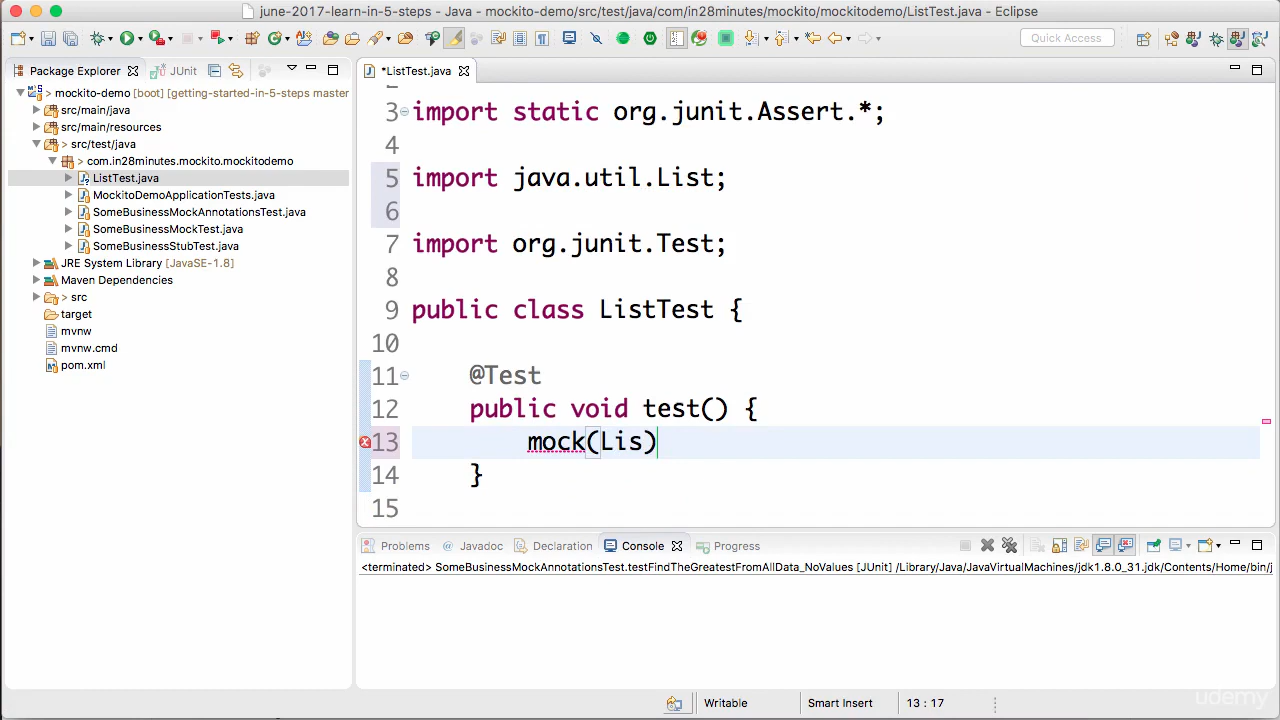 june-2017-learn-in-5-steps - Java - mockito-demo/src/test/java/com/in28minutes/mockito/mockitodemo/ListTest.java - Eclipse
Quick Access
Package Explorer
JUnit
*ListTest.java
mockito-demo [boot] [getting-started-in-5-steps master
src/main/java
src/main/resources
> src/test/java
> com.in28minutes.mockito.mockitodemo
ListTest.java
MockitoDemoApplicationTests.java
SomeBusinessMockAnnotationsTest.java
SomeBusinessMockTest.java
SomeBusinessStubTest.java
JRE System Library [JavaSE-1.8]
Maven Dependencies
> src
target
mvnw
mvnw.cmd
pom.xml
3 import static org.junit.Assert.*;
4
5 import java.util.List;
6
7 import org.junit.Test;
8
9 public class ListTest {
10
11 @Test
12 public void test() {
13 mock(Lis)
14 }
15
Problems
@ Javadoc
Declaration
Console
Progress
<terminated> SomeBusinessMockAnnotationsTest.testFindTheGreatestFromAllData_NoValues [JUnit] /Library/Java/JavaVirtualMachines/jdk1.8.0_31.jdk/Contents/Home/bin/j
Writable
Smart Insert
13 : 17
udemy